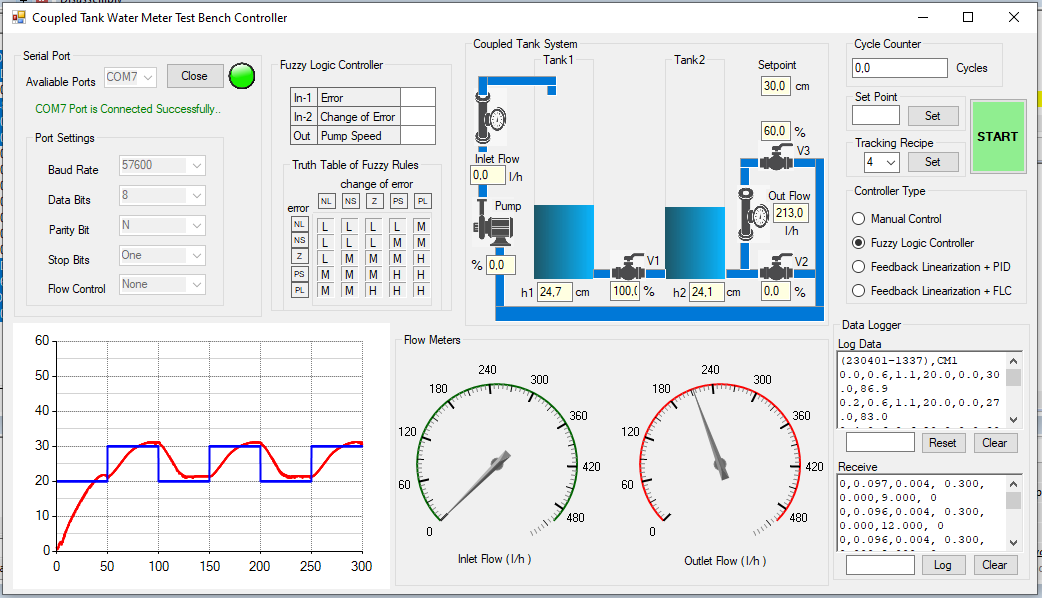 Coupled Tank Water Meter Test Bench Controller
Serial Port
Avaliable Ports COM7 Close
COM7 Port is Connected Successfully..
Port Settings
Baud Rate 57600
Data Bits 8
Parity Bit N
Stop Bits One
Flow Control None
Fuzzy Logic Controller
In-1 Error
In-2 Change of Error
Out Pump Speed
Truth Table of Fuzzy Rules
change of error
error NL NS Z PS PL
NL L L L L M
NS L L L M M
Z L M M M H
PS M M M H H
PL M M H H H
Coupled Tank System
Tank1
Tank2
Setpoint
30,0 cm
60,0 %
V3
Inlet Flow
0,0 l/h
Pump
% 0,0
Out Flow
213,0
l/h
V1
V2
h1 24,7 cm
100,0 %
h2 24,1 cm
0,0 %
Cycle Counter
0,0 Cycles
Set Point
Set
Tracking Recipe
4 Set
START
Controller Type
Manual Control
Fuzzy Logic Controller
Feedback Linearization + PID
Feedback Linearization + FLC
60
50
40
30
20
10
0
0 50 100 150 200 250 300
Flow Meters
0 60 120 180 240 300 360 420 480
Inlet Flow ( l/h )
0 60 120 180 240 300 360 420 480
Outlet Flow ( l/h )
Data Logger
Log Data
(230401-1337),CM1
0.0,0.6,1.1,20.0,0.0,30
.0,86.9
0.2,0.6,1.1,20.0,0.0,27
.0,83.0
Reset Clear
Receive
0,0.097,0.004, 0.300,
0.000,9.000, 0
0,0.096,0.004, 0.300,
0.000,12.000, 0
0,0.096,0.004, 0.300,
Log Clear